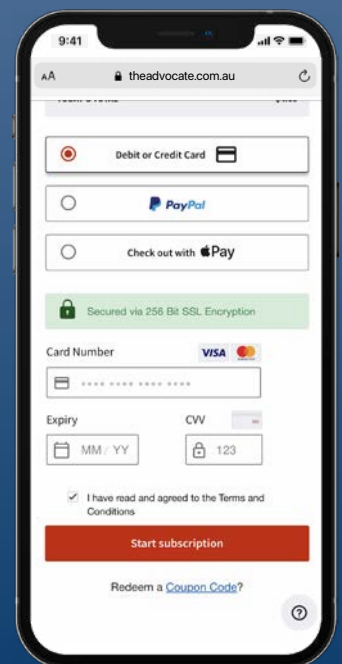 9:41
AA theadvocate.com.au
Debit or Credit Card
PayPal
Check out with Pay
Secured via 256 Bit SSL Encryption
Card Number VISA
Expiry CVV
MM / YY 123
I have read and agreed to the Terms and
Conditions
Start subscription
Redeem a Coupon Code?
?